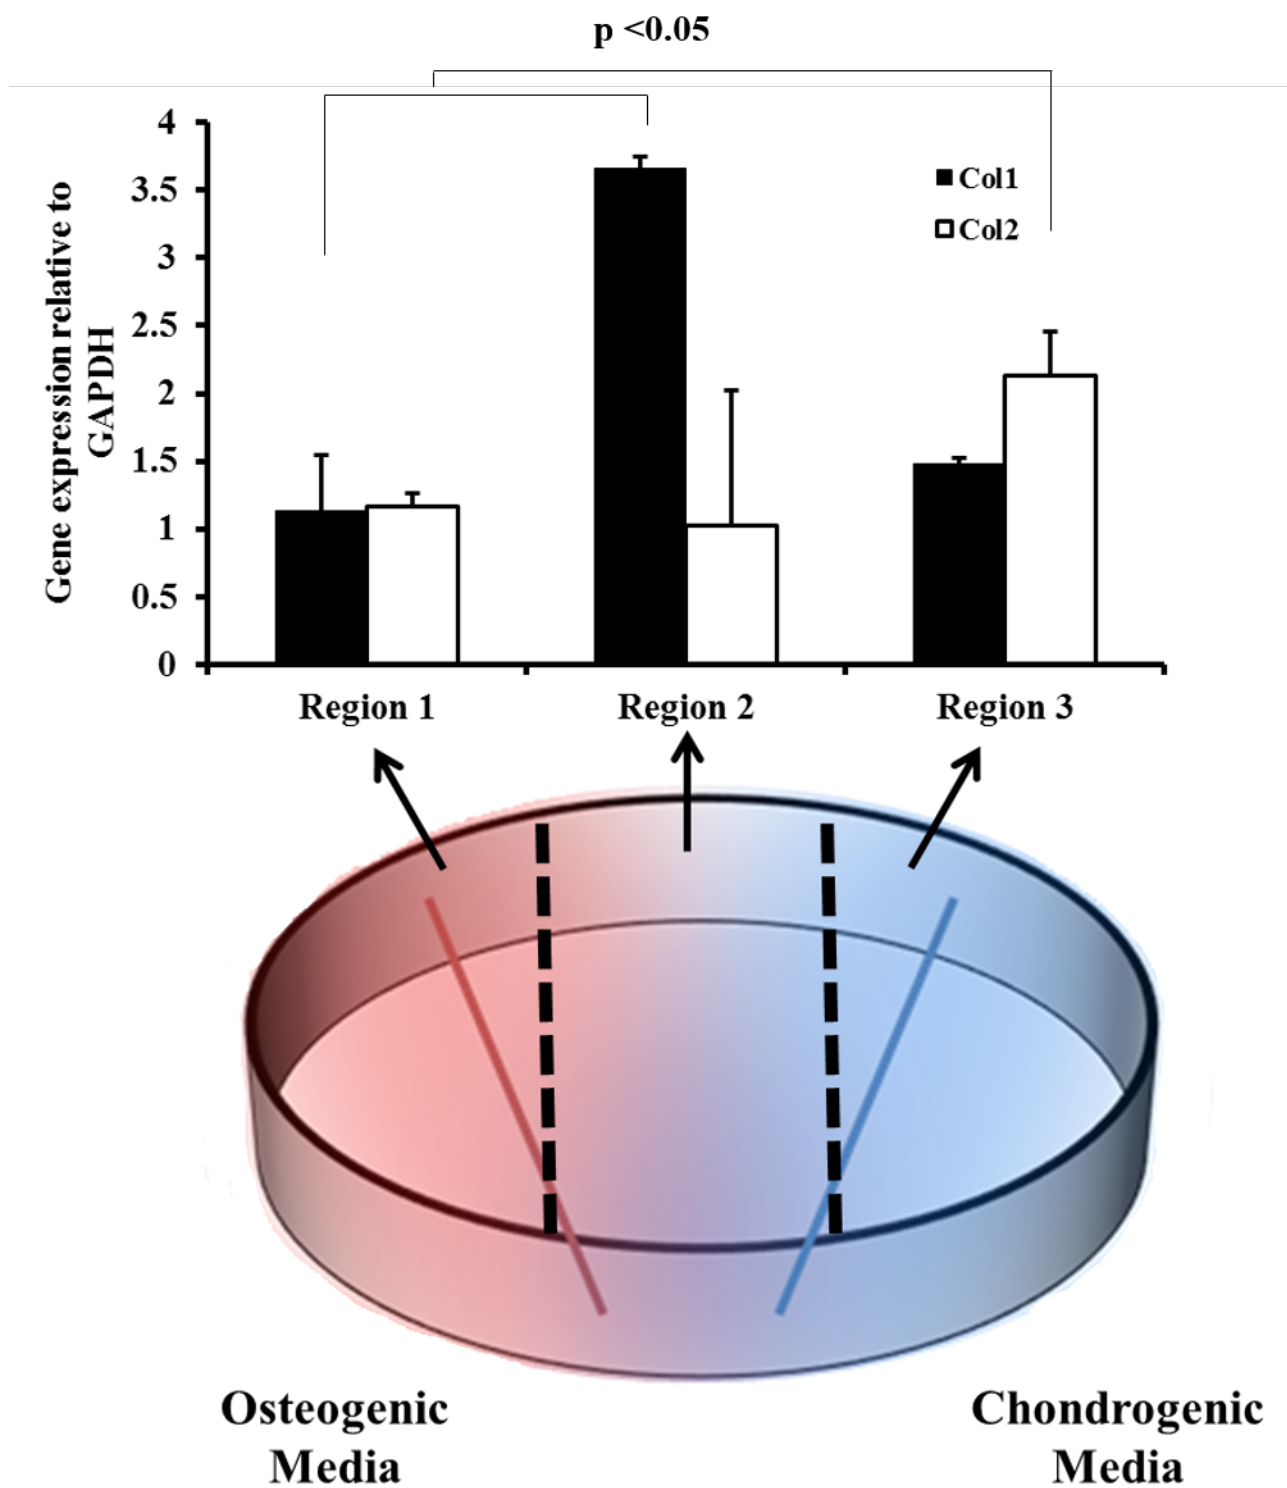 p <0.05
Gene expression relative to
GAPDH
4
3.5
3
2.5
2
1.5
1
0.5
0
Col1
Col2
Region 1
Region 2
Region 3
Osteogenic
Media
Chondrogenic
Media